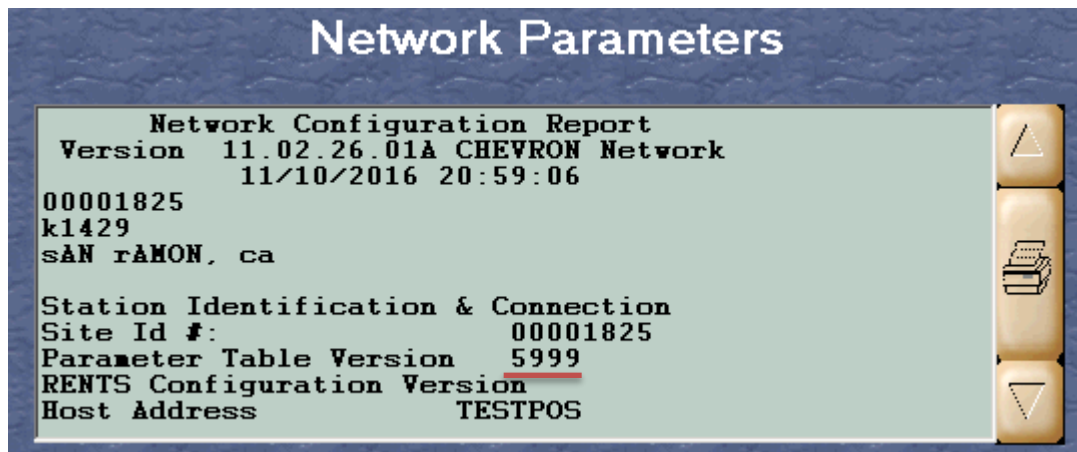 Network Parameters
Network Configuration Report
Version 11.02.26.01A CHEVRON Network
11/10/2016 20:59:06
00001825
k1429
sAN rAMON, ca
Station Identification & Connection
Site Id #: 00001825
Parameter Table Version 5999
RENTS Configuration Version
Host Address TESTPOS